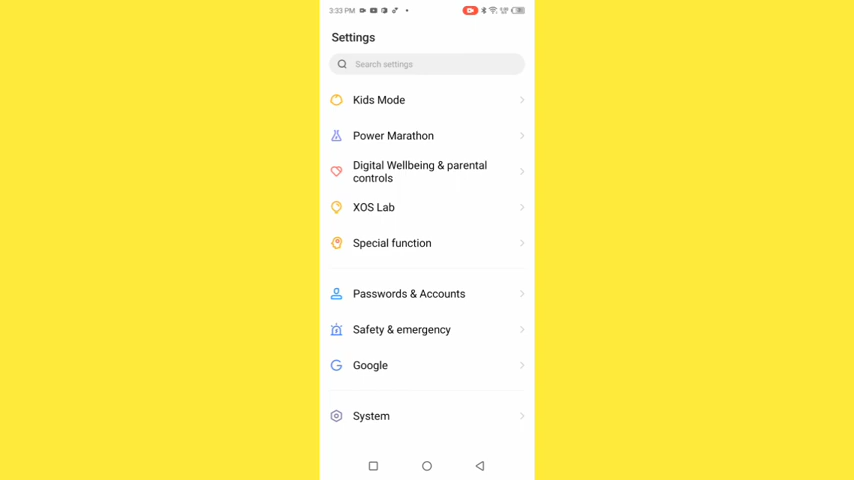 3:33 PM
Settings
Search settings
Kids Mode
Power Marathon
Digital Wellbeing & parental
controls
XOS Lab
Special function
Passwords & Accounts
Safety & emergency
Google
System